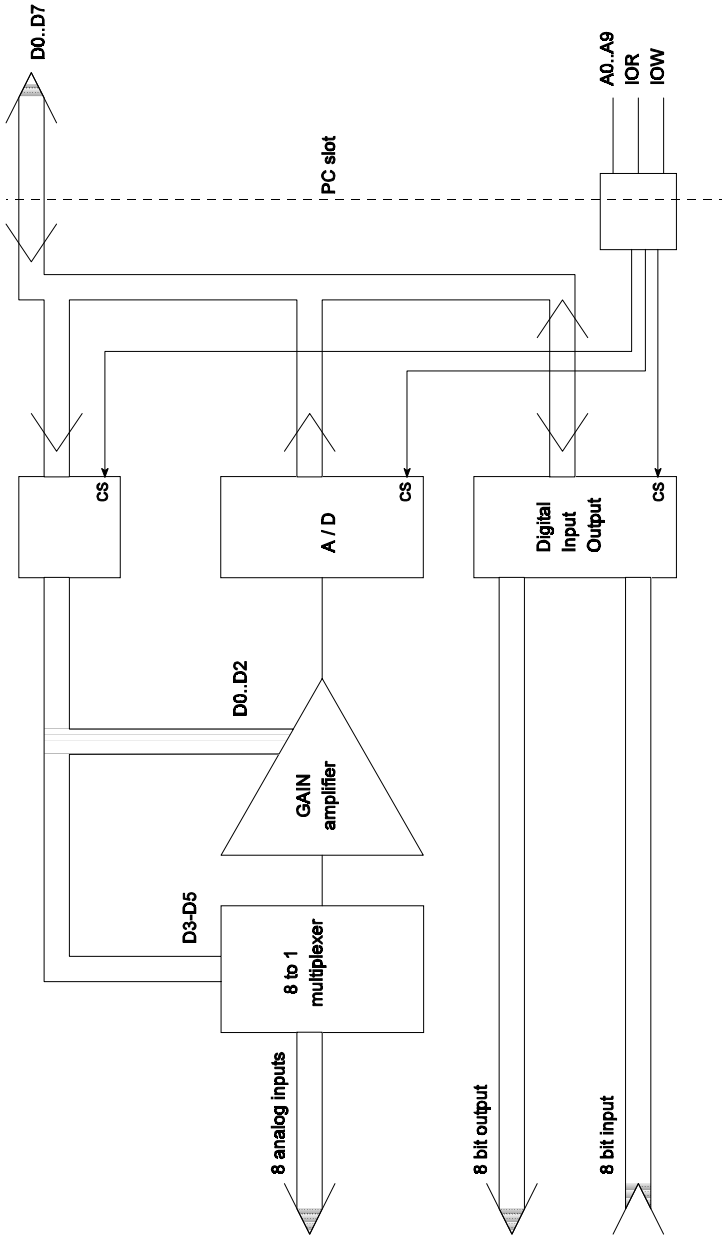 D0..D7
PC slot
A0..A9
IOR
IOW
CS
A / D
CS
Digital
Input
Output
CS
D0..D2
GAIN
amplifier
D3-D5
8 to 1
multiplexer
8 analog inputs
8 bit output
8 bit input